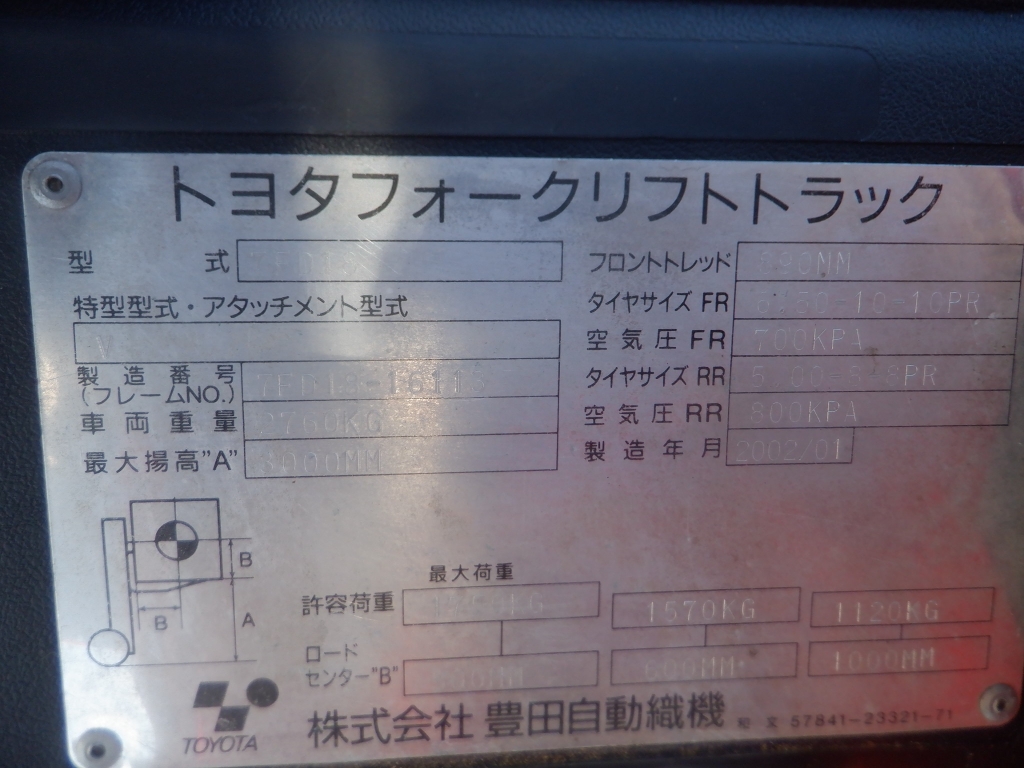 トヨタフォークリフトトラック
型 式
フロントトレッド 890MM
特型型式・アタッチメント型式
タイヤサイズ FR
V
空気圧 FR 700KPA
製造番号
(フレームNO.)
タイヤサイズ RR
車両重量 2760KG
空気圧 RR 800KPA
最大揚高"A" 3000MM
製造年月 2002/01
B
A
B
最大荷重
許容荷重 1570KG 1120KG
ロード
センター"B" 600MM 1000MM
TOYOTA
株式会社 豊田自動織機
和文 57841-23321-71